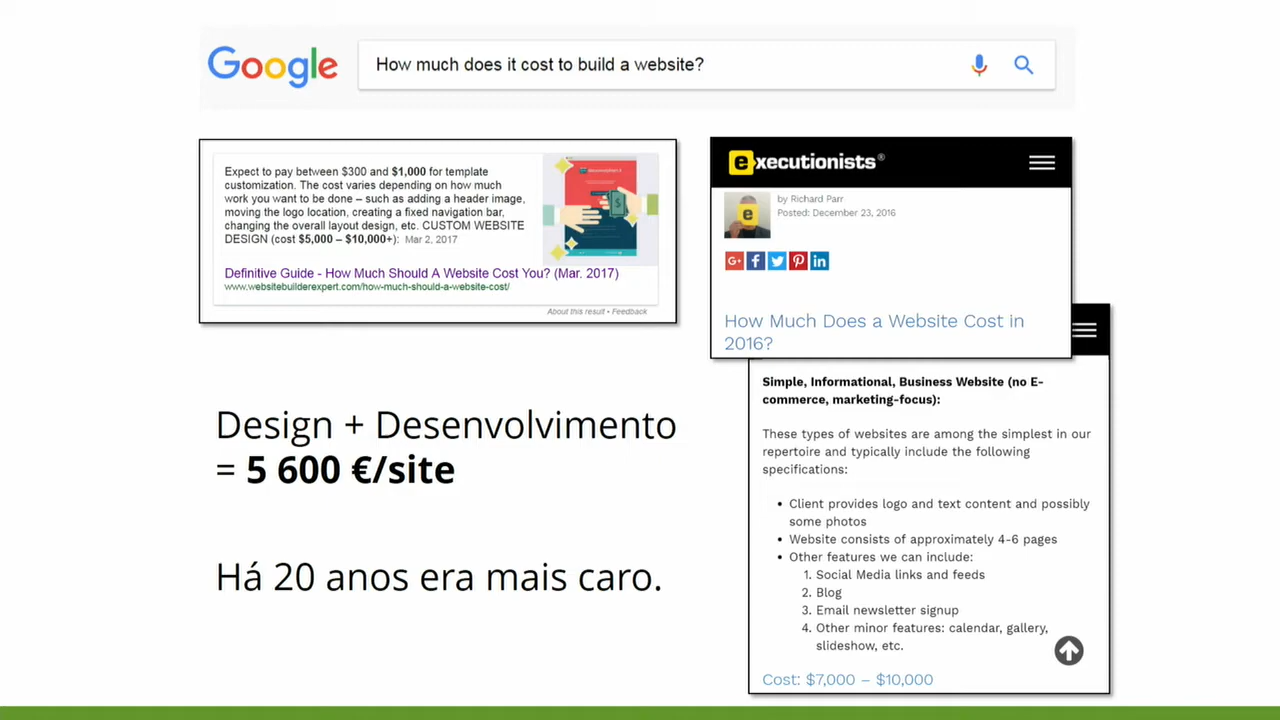 Google
How much does it cost to build a website?
Expect to pay between $300 and $1,000 for template
customization. The cost varies depending on how much
work you want to be done – such as adding a header image,
moving the logo location, creating a fixed navigation bar,
changing the overall layout design, etc. CUSTOM WEBSITE
DESIGN (cost $5,000 – $10,000+): Mar 2, 2017
Definitive Guide - How Much Should A Website Cost You? (Mar. 2017)
www.websitebuilderexpert.com/how-much-should-a-website-cost/
About this result • Feedback
executionists®
by Richard Parr
Posted: December 23, 2016
How Much Does a Website Cost in
2016?
Simple, Informational, Business Website (no E-
commerce, marketing-focus):
These types of websites are among the simplest in our
repertoire and typically include the following
specifications:
• Client provides logo and text content and possibly
some photos
• Website consists of approximately 4-6 pages
• Other features we can include:
1. Social Media links and feeds
2. Blog
3. Email newsletter signup
4. Other minor features: calendar, gallery,
slideshow, etc.
Cost: $7,000 – $10,000
Design + Desenvolvimento
= 5 600 €/site
Há 20 anos era mais caro.